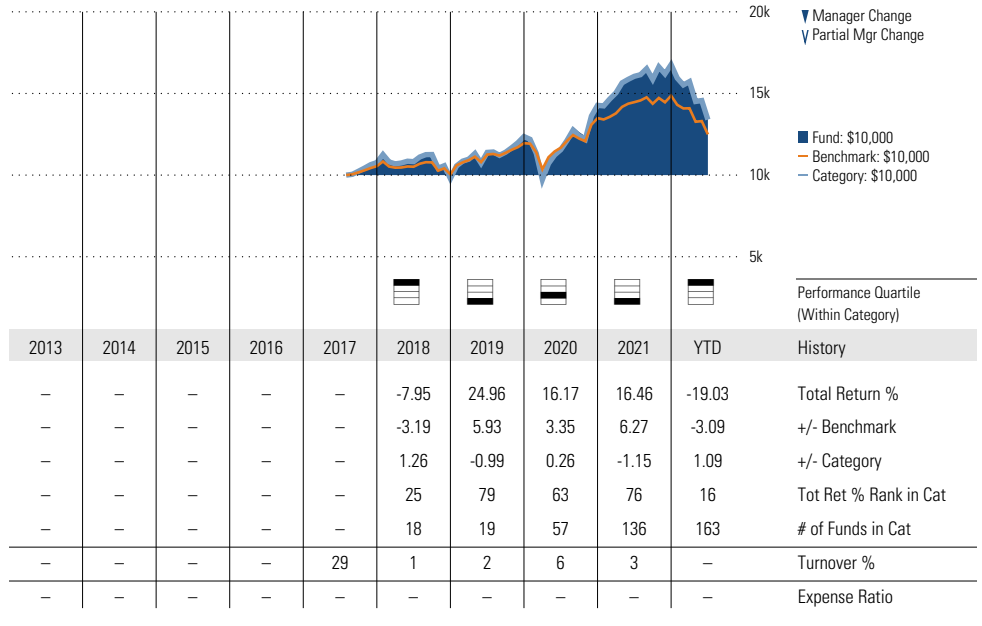 20k
▼ Manager Change
Partial Mgr Change
15k
Fund: $10,000
Benchmark: $10,000
Category: $10,000
10k
5k
Performance Quartile
(Within Category)
2013 2014 2015 2016 2017 2018 2019 2020 2021 YTD History
– – – – – -7.95 24.96 16.17 16.46 -19.03 Total Return %
– – – – – -3.19 5.93 3.35 6.27 -3.09 +/- Benchmark
– – – – – 1.26 -0.99 0.26 -1.15 1.09 +/- Category
– – – – – 25 79 63 76 16 Tot Ret % Rank in Cat
– – – – – 18 19 57 136 163 # of Funds in Cat
– – – – 29 1 2 6 3 – Turnover %
– – – – – – – – – – Expense Ratio